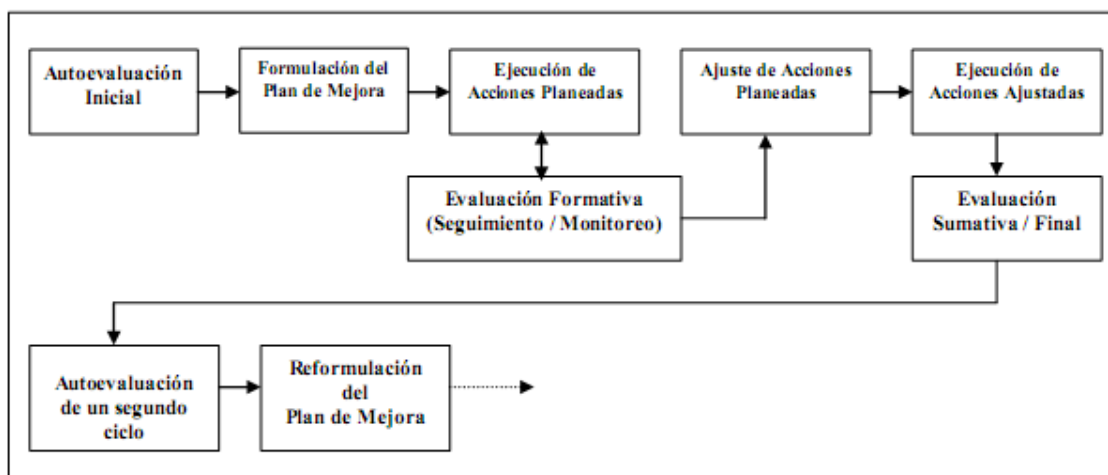 Autoevaluación
Inicial
Formulación del
Plan de Mejora
Ejecución de
Acciones Planeadas
Ajuste de Acciones
Planeadas
Ejecución de
Acciones Ajustadas
Evaluación Formativa
(Seguimiento / Monitoreo)
Evaluación
Sumativa / Final
Autoevaluación
de un segundo
ciclo
Reformulación
del
Plan de Mejora